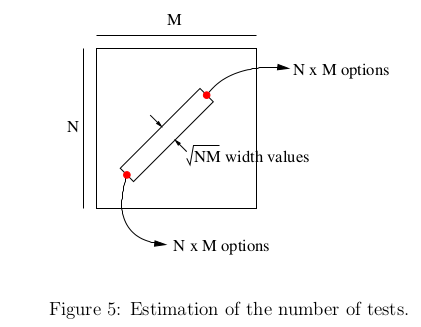 M
N x M options
N
√NM width values
N x M options
Figure 5: Estimation of the number of tests.